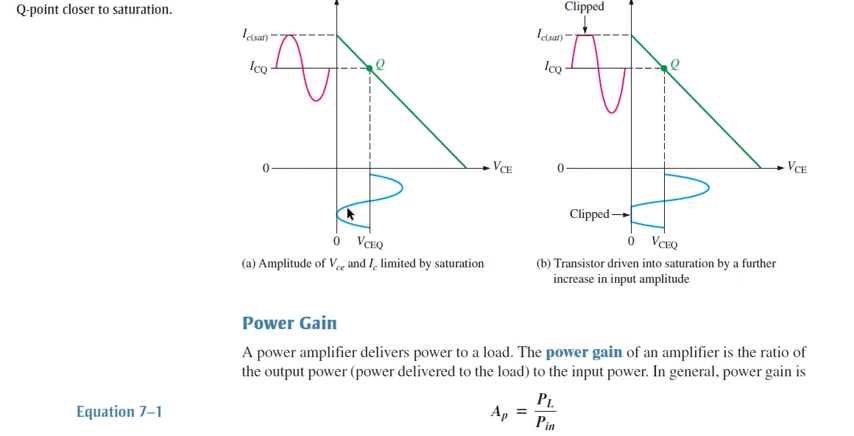 Q-point closer to saturation.
Clipped
Ic(sat)
ICQ
Q
0
VCE
0
VCEQ
(a) Amplitude of Vce and Ic limited by saturation
Ic(sat)
ICQ
Q
0
VCE
Clipped
0
VCEQ
(b) Transistor driven into saturation by a further
increase in input amplitude
Power Gain
A power amplifier delivers power to a load. The power gain of an amplifier is the ratio of
the output power (power delivered to the load) to the input power. In general, power gain is
Equation 7–1
Ap = PL / Pin